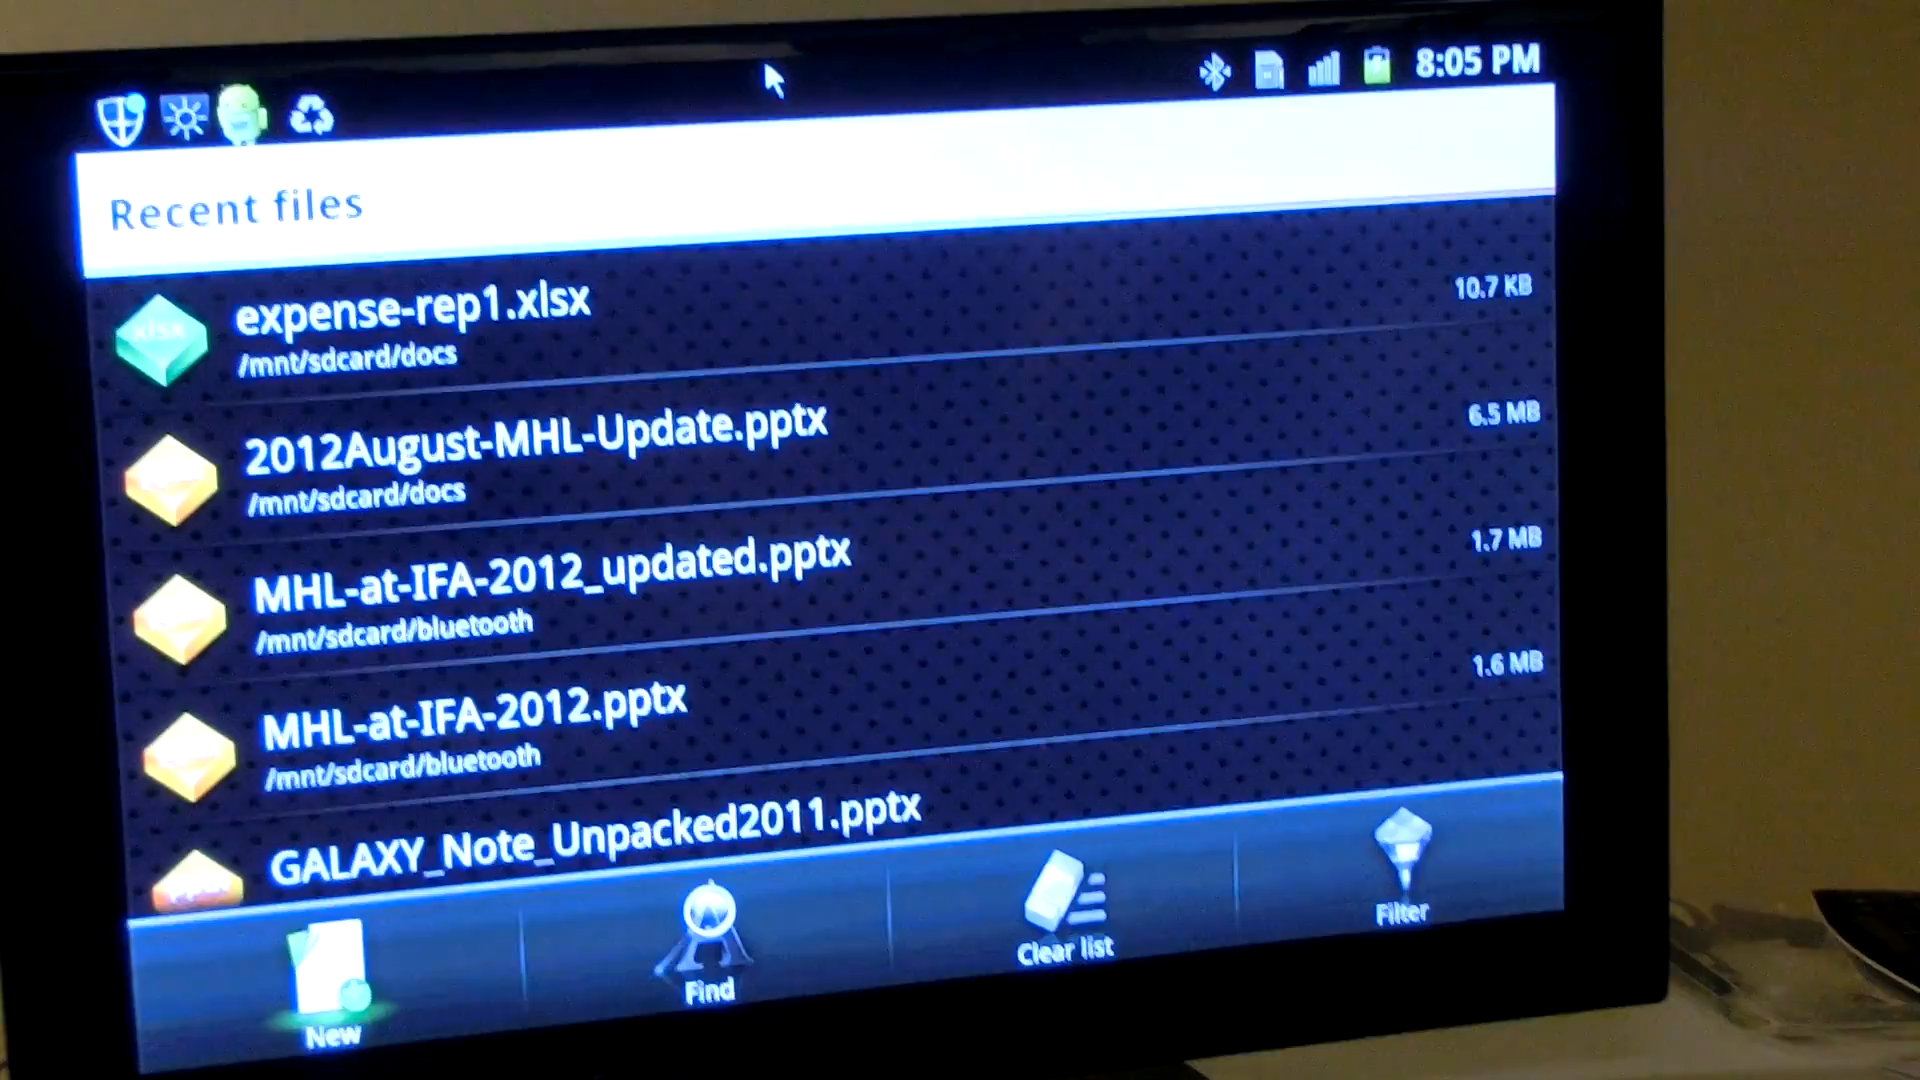 8:05 PM
Recent files
xlsx
expense-rep1.xlsx
10.7 KB
/mnt/sdcard/docs
2012August-MHL-Update.pptx
6.5 MB
/mnt/sdcard/docs
MHL-at-IFA-2012_updated.pptx
1.7 MB
/mnt/sdcard/bluetooth
MHL-at-IFA-2012.pptx
1.6 MB
/mnt/sdcard/bluetooth
GALAXY_Note_Unpacked2011.pptx
New
Find
Clear list
Filter